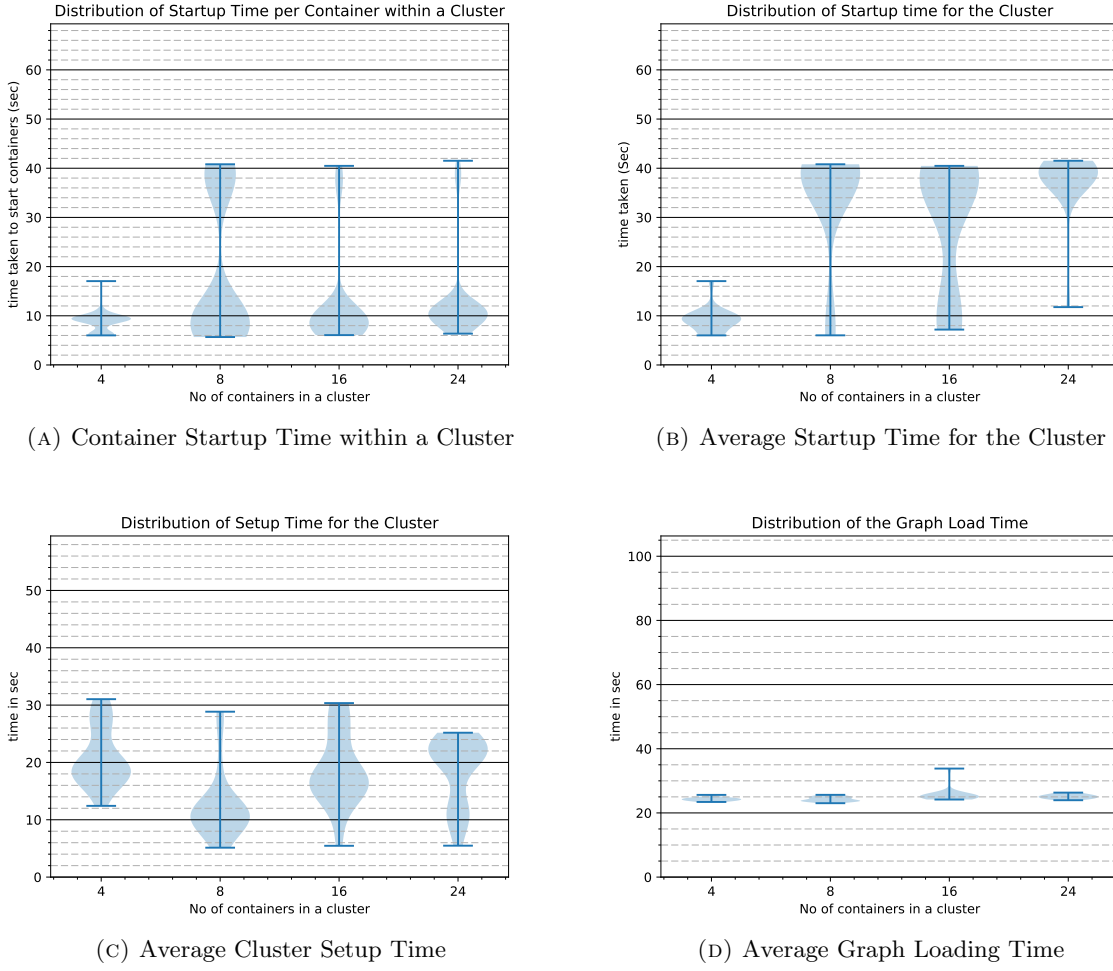 Distribution of Startup Time per Container within a Cluster
time taken to start containers (sec)
60
50
40
30
20
10
0
4 8 16 24
No of containers in a cluster
(A) Container Startup Time within a Cluster
Distribution of Startup time for the Cluster
time taken (Sec)
60
50
40
30
20
10
0
4 8 16 24
No of containers in a cluster
(B) Average Startup Time for the Cluster
Distribution of Setup Time for the Cluster
time in sec
50
40
30
20
10
0
4 8 16 24
No of containers in a cluster
(C) Average Cluster Setup Time
Distribution of the Graph Load Time
time in sec
100
80
60
40
20
0
4 8 16 24
No of containers in a cluster
(D) Average Graph Loading Time